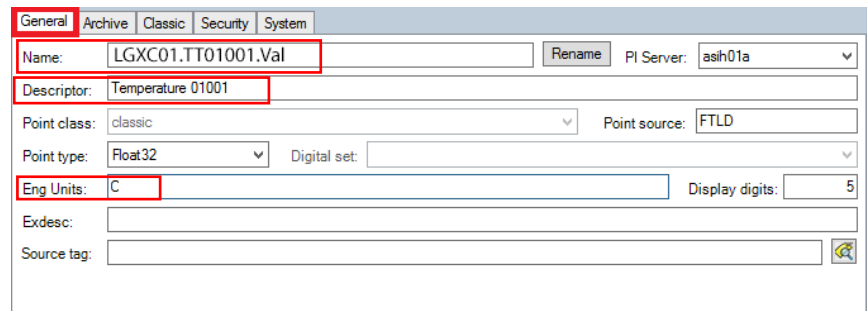 General Archive Classic Security System
Name: LGXC01.TT01001.Val Rename PI Server: asih01a
Descriptor: Temperature 01001
Point class: classic Point source: FTLD
Point type: Float32 Digital set:
Eng Units: C Display digits: 5
Exdesc:
Source tag: